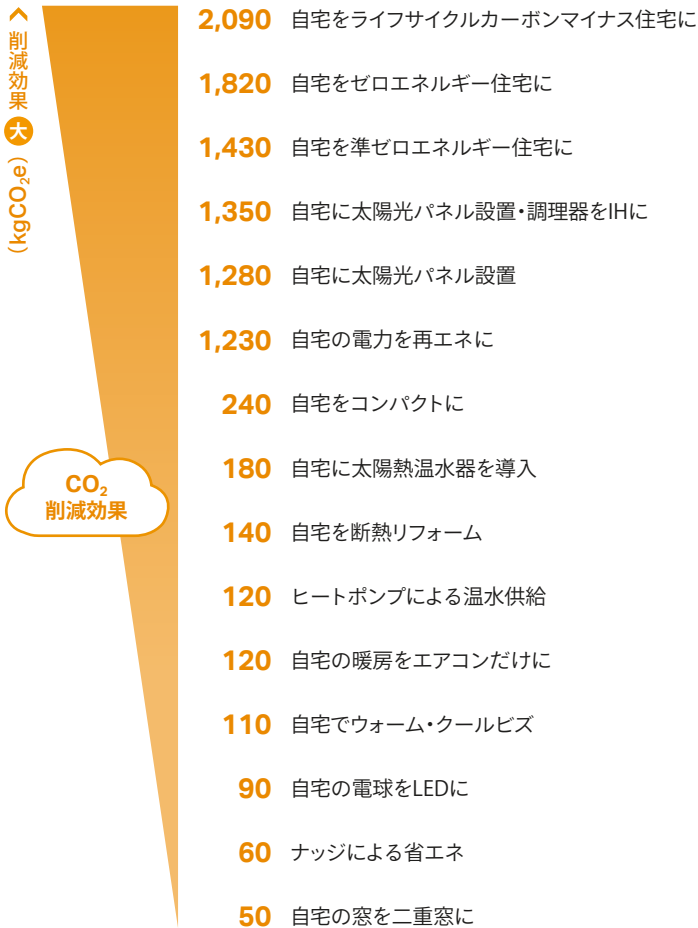 削減効果 大 (kgCO₂e)
2,090 自宅をライフサイクルカーボンマイナス住宅に
1,820 自宅をゼロエネルギー住宅に
1,430 自宅を準ゼロエネルギー住宅に
1,350 自宅に太陽光パネル設置・調理器をIHに
1,280 自宅に太陽光パネル設置
1,230 自宅の電力を再エネに
240 自宅をコンパクトに
180 自宅に太陽熱温水器を導入
CO₂
削減効果
140 自宅を断熱リフォーム
120 ヒートポンプによる温水供給
120 自宅の暖房をエアコンだけに
110 自宅でウォーム・クールビズ
90 自宅の電球をLEDに
60 ナッジによる省エネ
50 自宅の窓を二重窓に